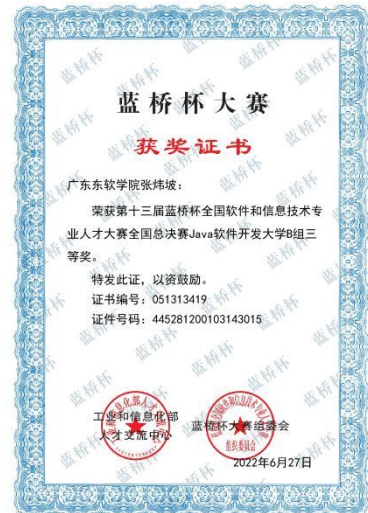 蓝桥杯大赛
获奖证书
广东东软学院张炜坡：
荣获第十三届蓝桥杯全国软件和信息技术专
业人才大赛全国总决赛Java软件开发大学B组三
等奖。
特发此证，以资鼓励。
证书编号：051313419
证件号码：445281200103143015
工业和信息化部
人才交流中心
蓝桥杯大赛组委会
组织委员会
2022年6月27日